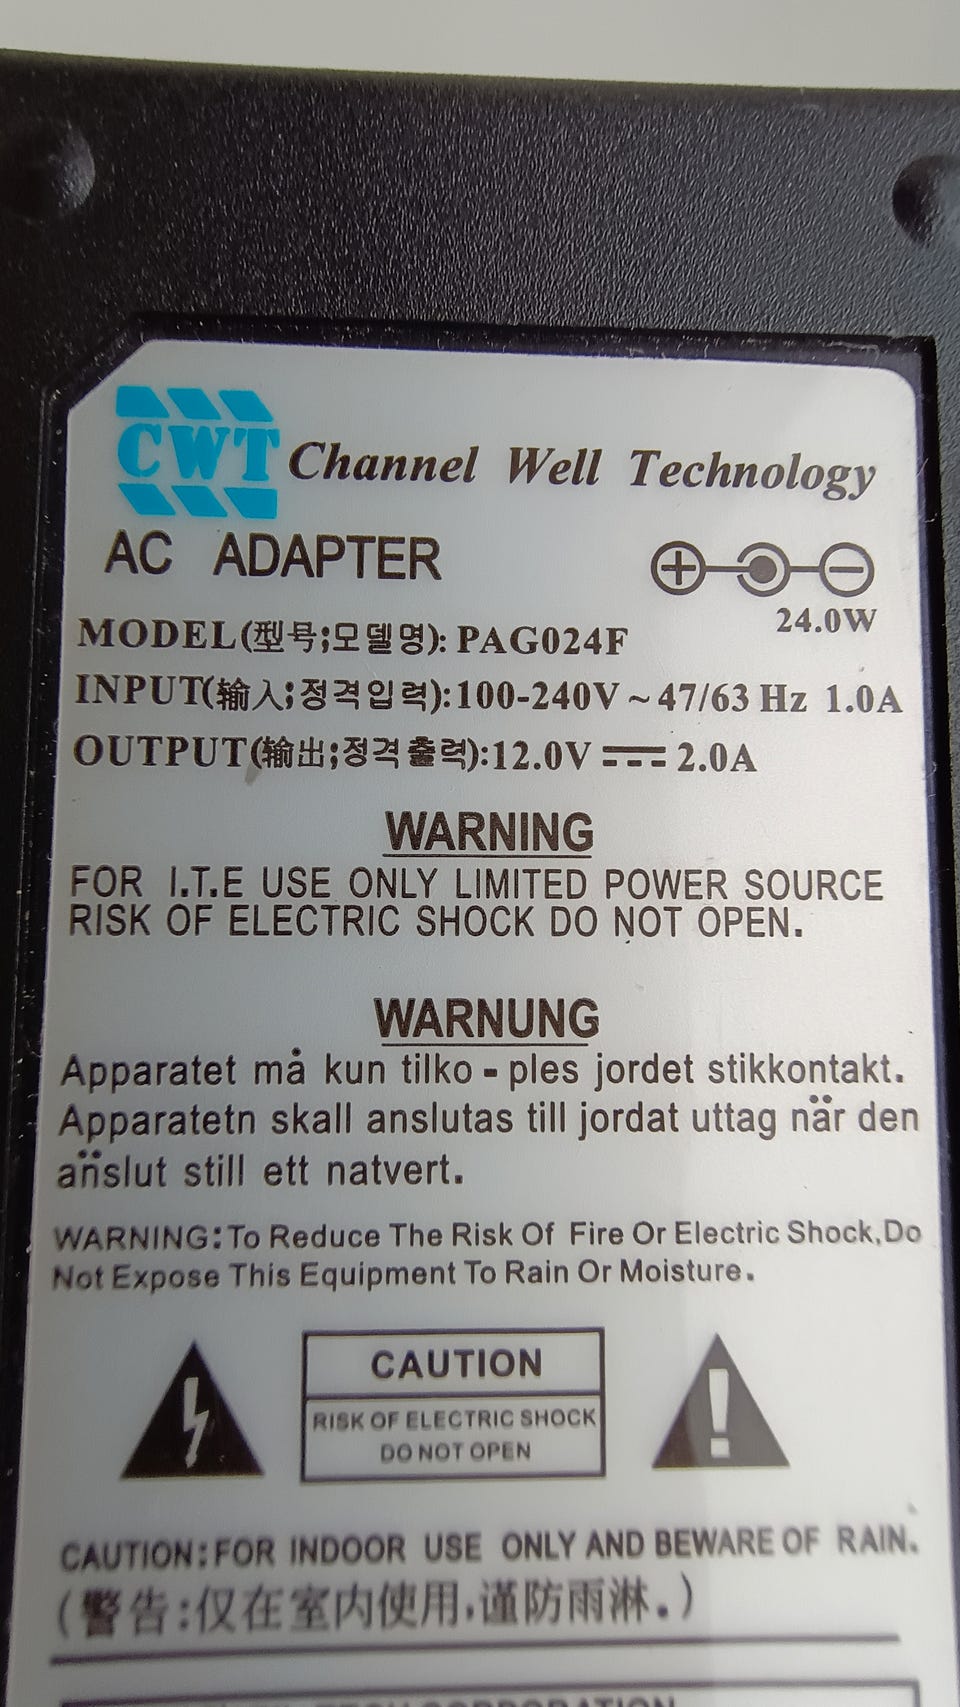 CWT Channel Well Technology
AC ADAPTER
24.0W
MODEL(型号;모델명): PAG024F
INPUT(输入;정격입력):100-240V ~ 47/63 Hz 1.0A
OUTPUT(输出;정격출력):12.0V ⎓ 2.0A
WARNING
FOR I.T.E USE ONLY LIMITED POWER SOURCE
RISK OF ELECTRIC SHOCK DO NOT OPEN.
WARNUNG
Apparatet må kun tilko - ples jordet stikkontakt.
Apparatetn skall anslutas till jordat uttag när den
an̈slut still ett natvert.
WARNING:To Reduce The Risk Of Fire Or Electric Shock,Do
Not Expose This Equipment To Rain Or Moisture.
CAUTION
RISK OF ELECTRIC SHOCK
DO NOT OPEN
CAUTION:FOR INDOOR USE ONLY AND BEWARE OF RAIN.
(警告:仅在室内使用,谨防雨淋.)